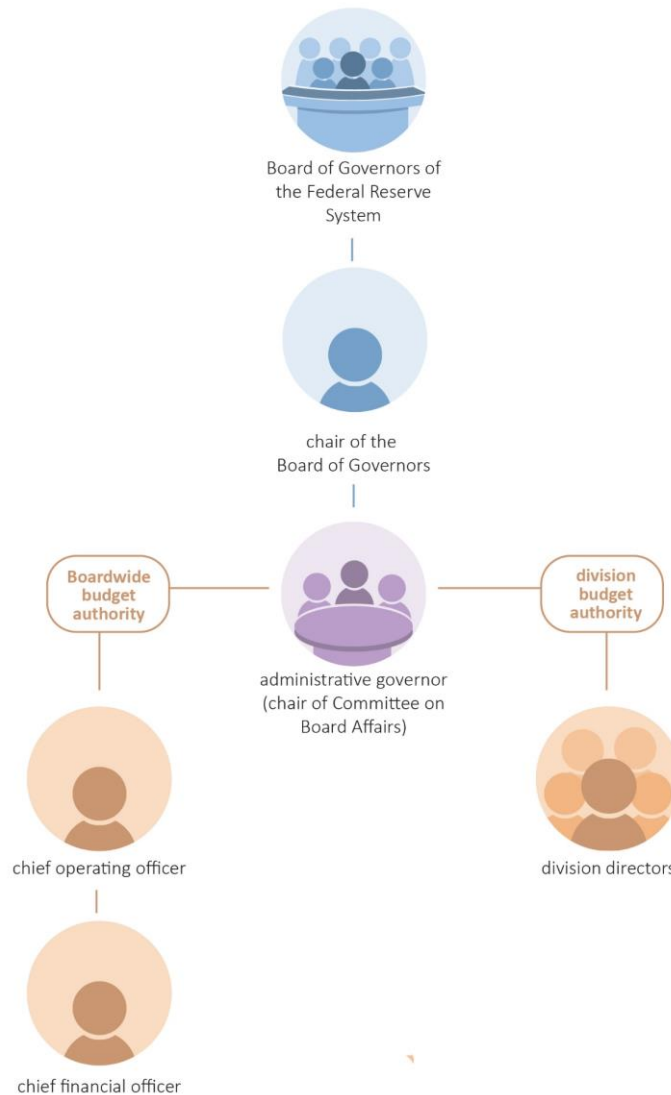 Board of Governors of
the Federal Reserve
System
chair of the
Board of Governors
Boardwide
budget
authority
division
budget
authority
administrative governor
(chair of Committee on
Board Affairs)
chief operating officer
division directors
chief financial officer